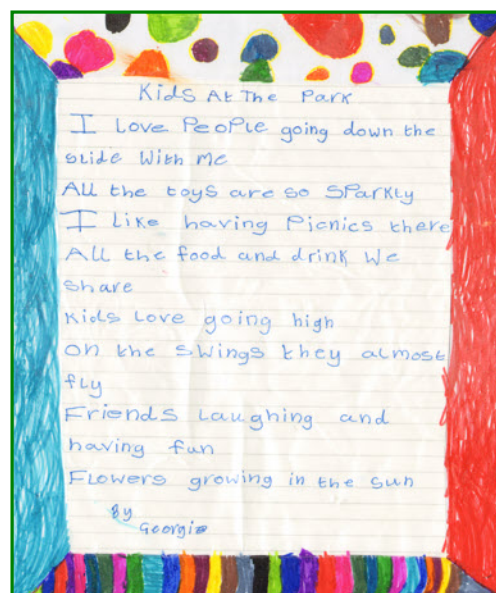 Kids At The Park
I Love PeoPle going down the
slide With me
All the toys are so SParkly
I Like having Picnics there
All the food and drink We
share
Kids Love going high
on the swings they almost
fly
Friends Laughing and
having fun
Flowers growing in the sun
By
Georgia